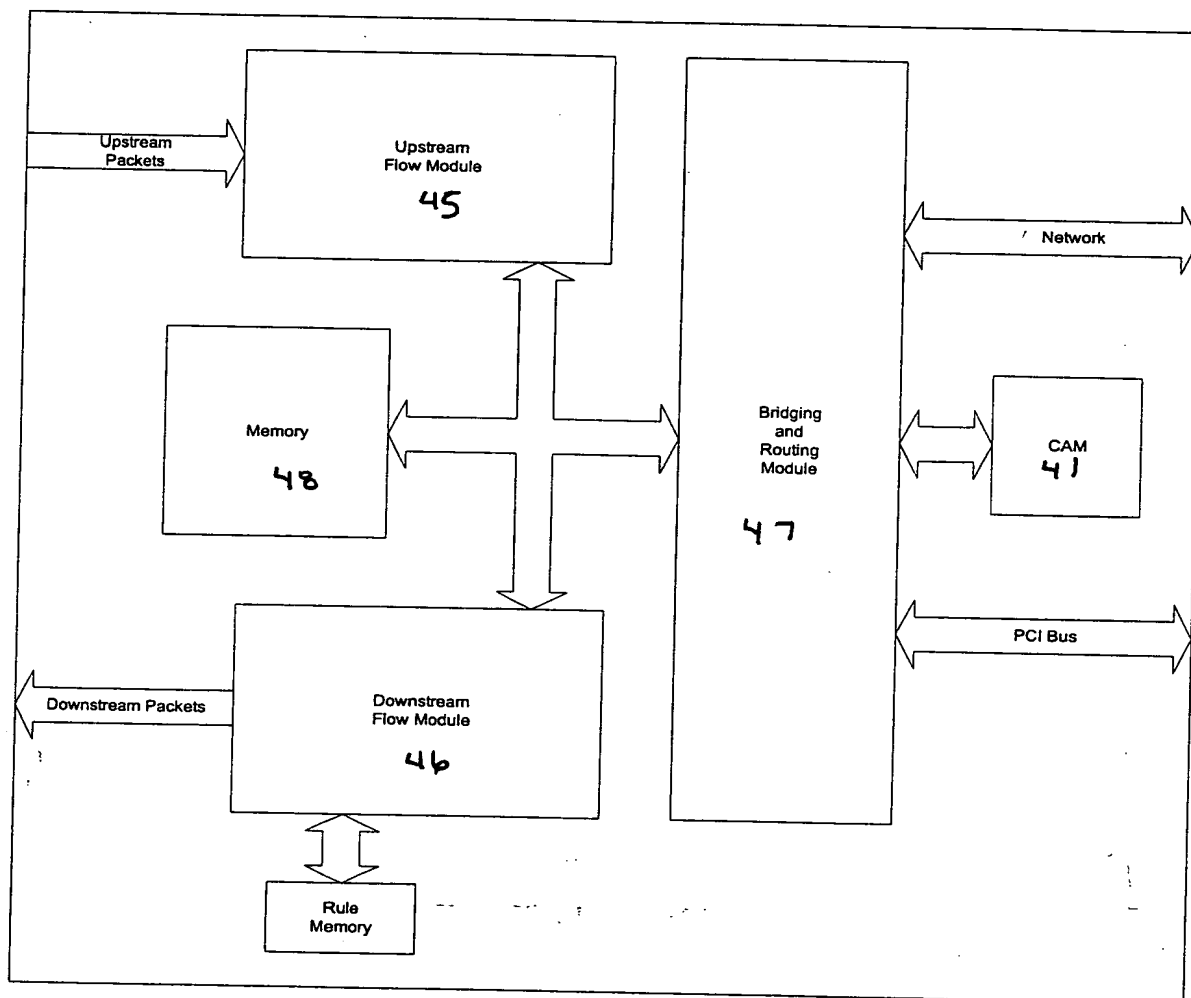 Upstream
Packets
Upstream
Flow Module
45
Network
Memory
48
Bridging
and
Routing
Module
47
CAM
41
PCI Bus
Downstream Packets
Downstream
Flow Module
46
Rule
Memory